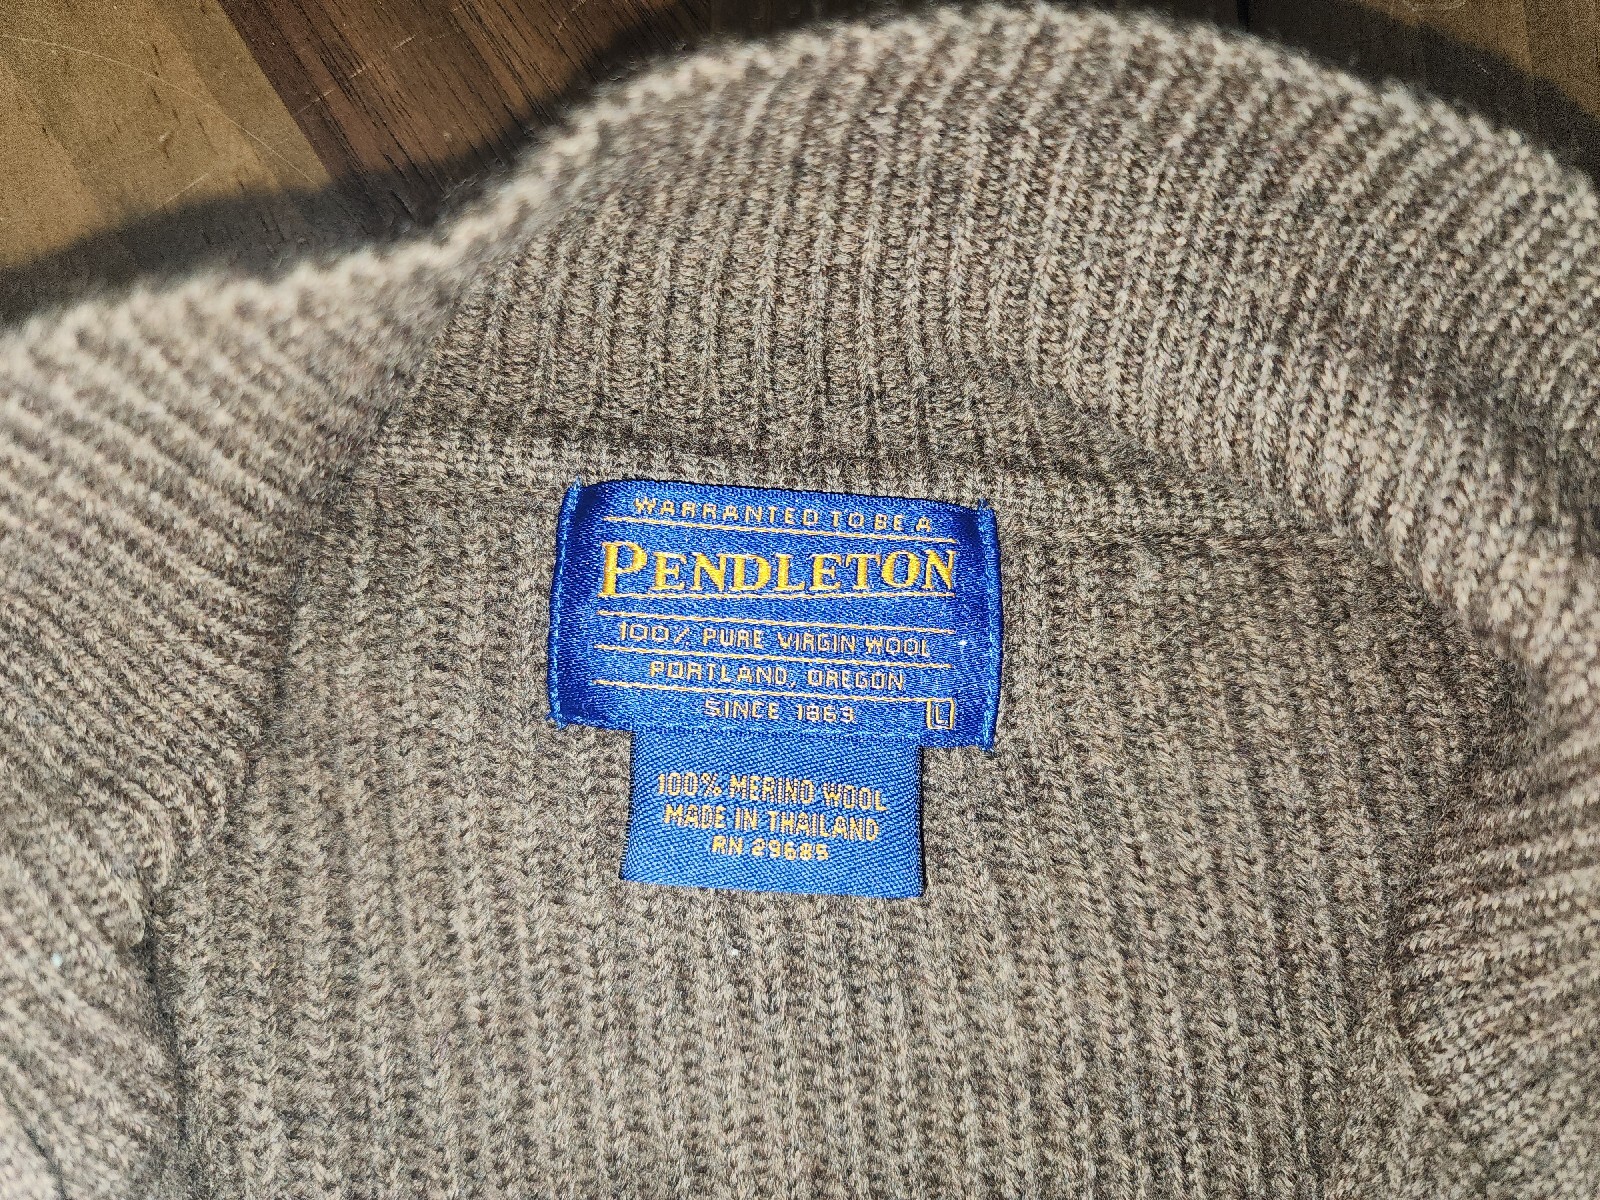 WARRANTED TO BE A
PENDLETON
100% PURE VIRGIN WOOL
PORTLAND, OREGON
SINCE 1863
L
100% MERINO WOOL
MADE IN THAILAND
RN 29685